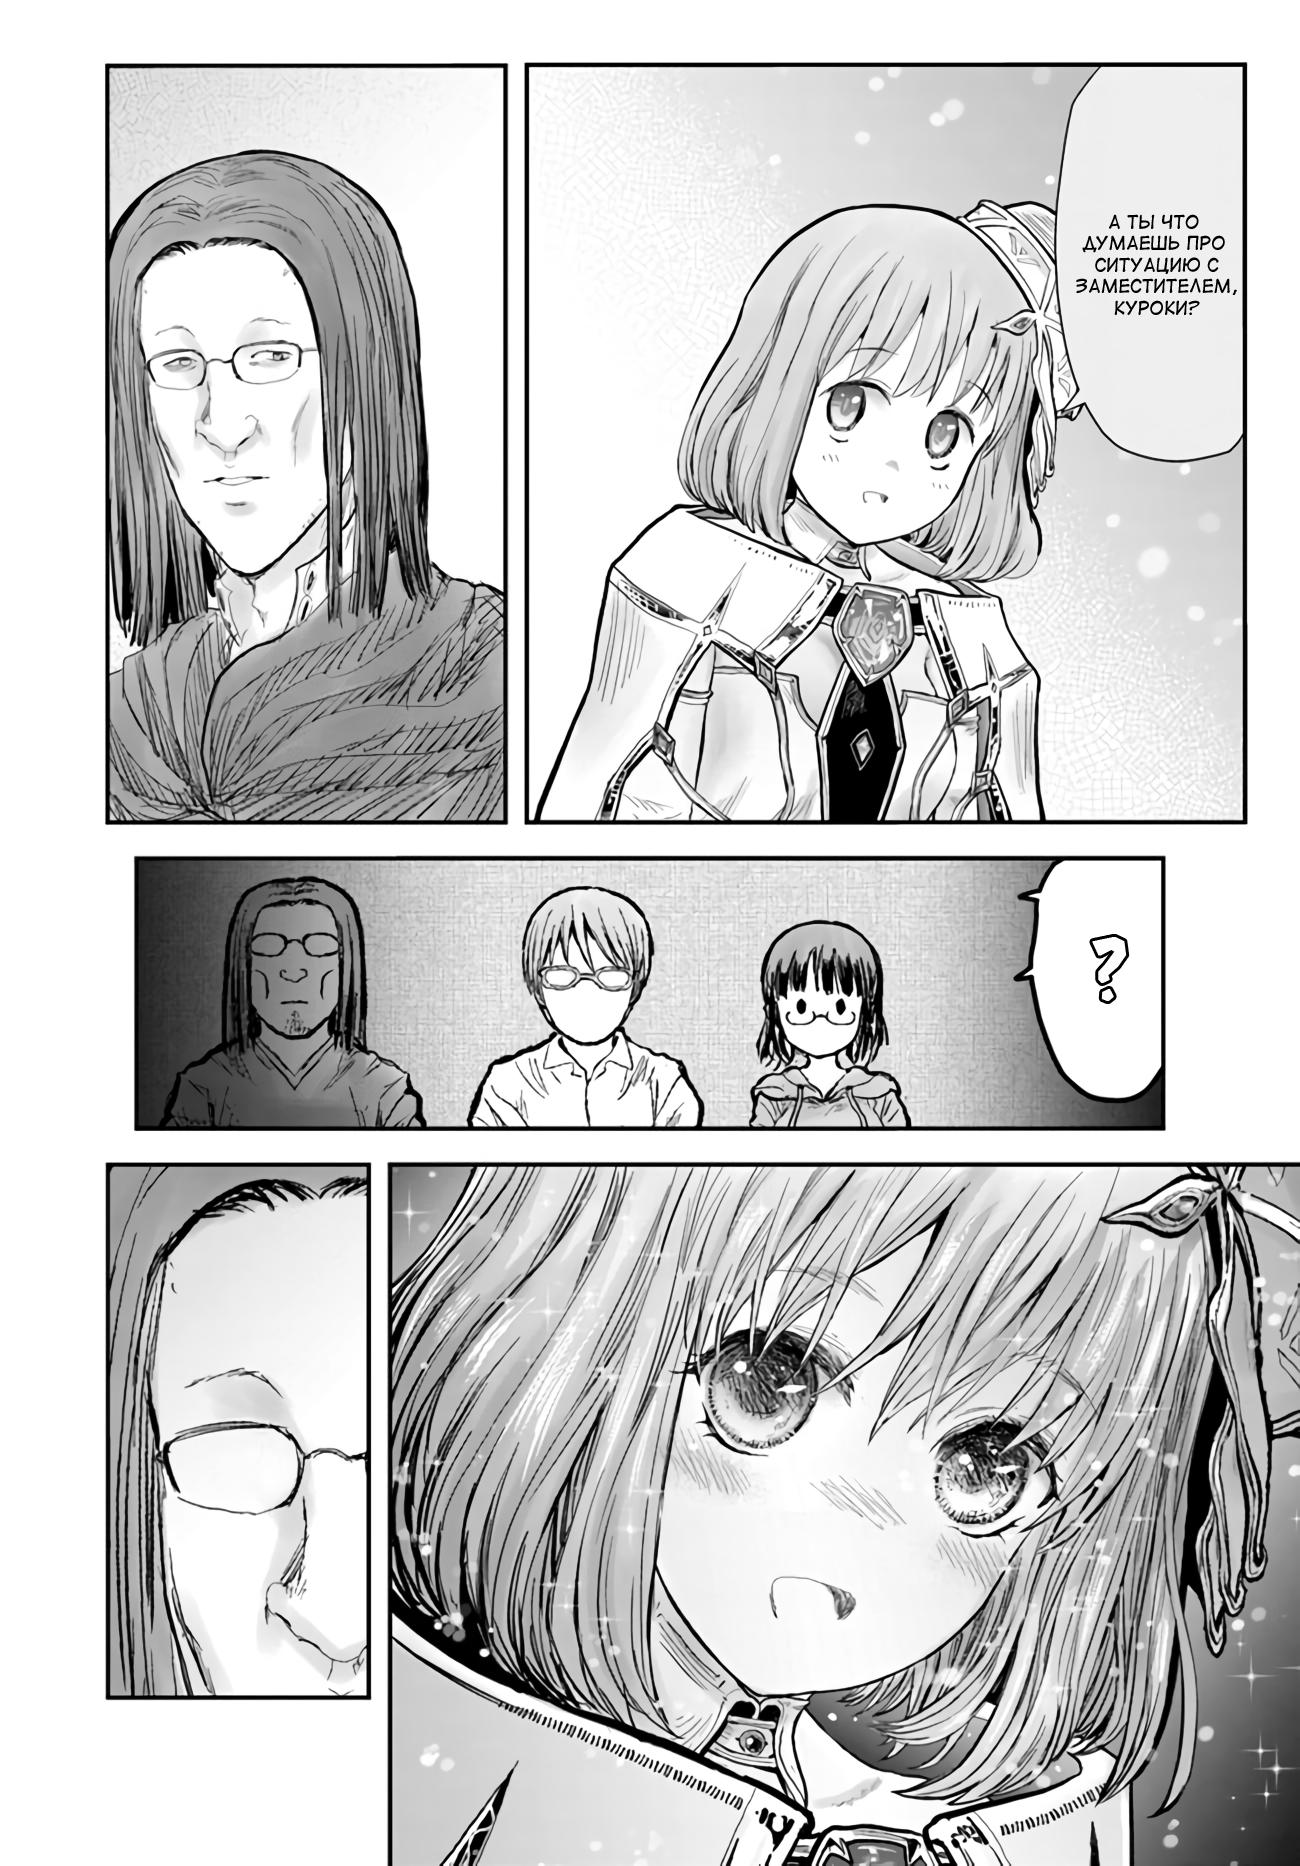 А ТЫ ЧТО
ДУМАЕШЬ ПРО
СИТУАЦИЮ С
ЗАМЕСТИТЕЛЕМ,
КУРОКИ?
?